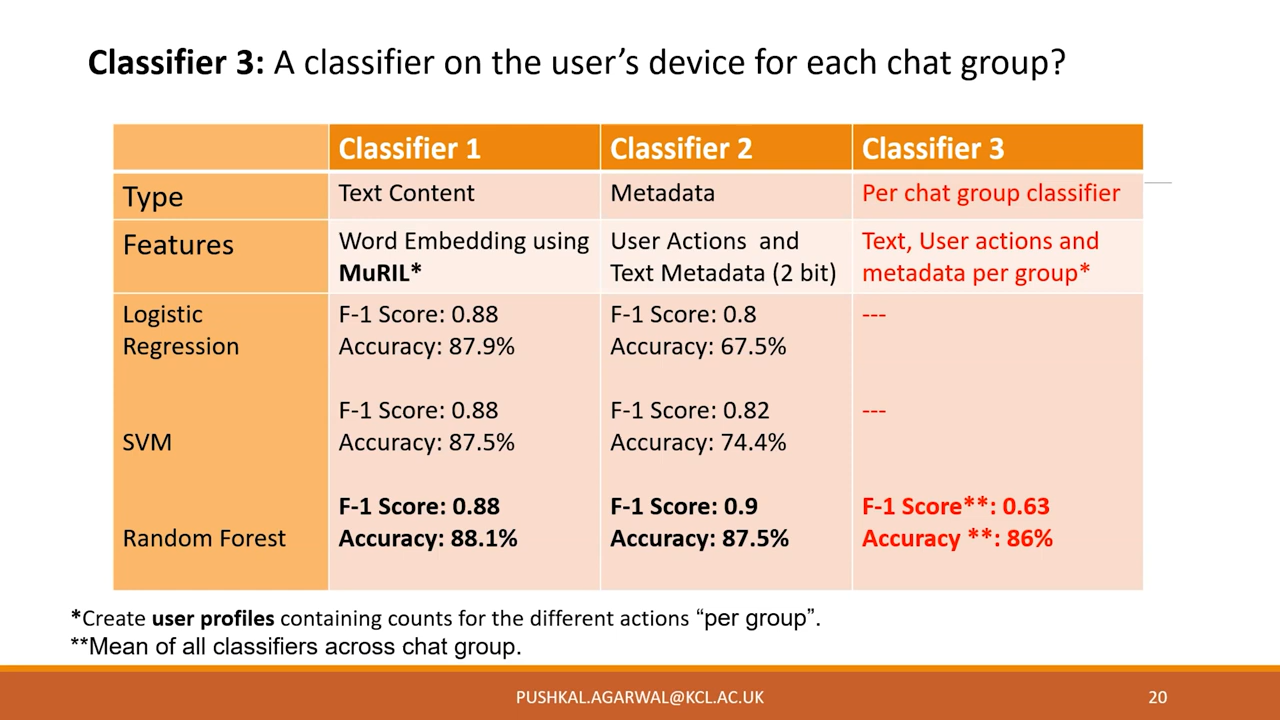 Classifier 3: A classifier on the user’s device for each chat group?
Classifier 1 Classifier 2 Classifier 3
Type Text Content Metadata Per chat group classifier
Features Word Embedding using User Actions and Text, User actions and
MuRIL* Text Metadata (2 bit) metadata per group*
Logistic F-1 Score: 0.88 F-1 Score: 0.8 ---
Regression Accuracy: 87.9% Accuracy: 67.5%
F-1 Score: 0.88 F-1 Score: 0.82 ---
SVM Accuracy: 87.5% Accuracy: 74.4%
F-1 Score: 0.88 F-1 Score: 0.9 F-1 Score**: 0.63
Random Forest Accuracy: 88.1% Accuracy: 87.5% Accuracy **: 86%
*Create user profiles containing counts for the different actions “per group”.
**Mean of all classifiers across chat group.
PUSHKAL.AGARWAL@KCL.AC.UK 20